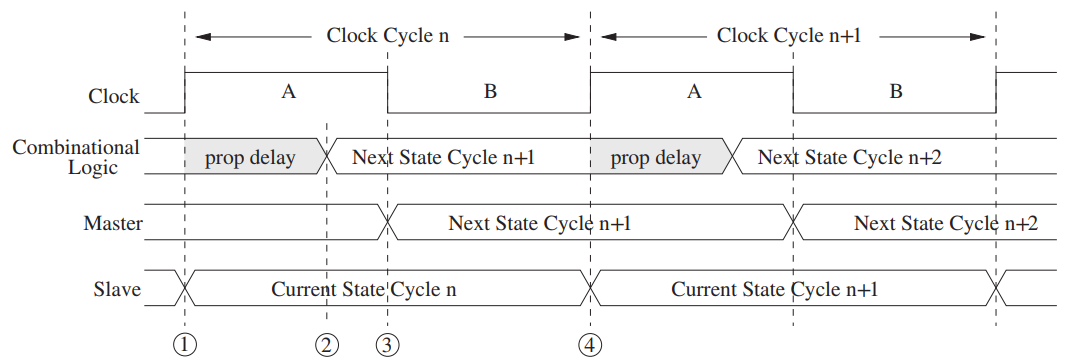 Clock Cycle n
Clock Cycle n+1
Clock
A
B
A
B
Combinational
Logic
prop delay
Next State Cycle n+1
prop delay
Next State Cycle n+2
Master
Next State Cycle n+1
Next State Cycle n+2
Slave
Current State Cycle n
Current State Cycle n+1
1
2
3
4